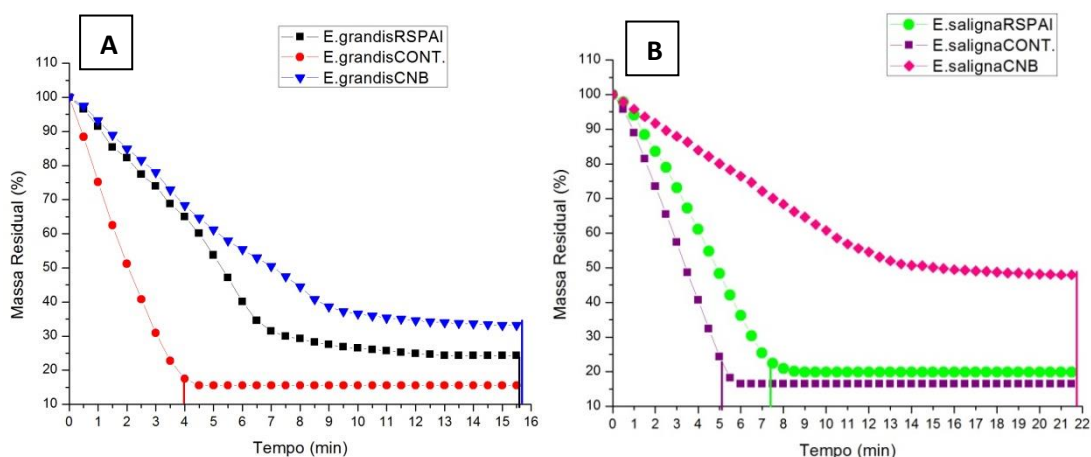 A
E.grandisRSPAI
E.grandisCONT.
E.grandisCNB
Massa Residual (%)
110
100
90
80
70
60
50
40
30
20
10
0 1 2 3 4 5 6 7 8 9 10 11 12 13 14 15 16
Tempo (min)
B
E.salignaRSPAI
E.salignaCONT.
E.salignaCNB
Massa Residual (%)
110
100
90
80
70
60
50
40
30
20
10
0 1 2 3 4 5 6 7 8 9 10 11 12 13 14 15 16 17 18 19 20 21 22
Tempo (min)